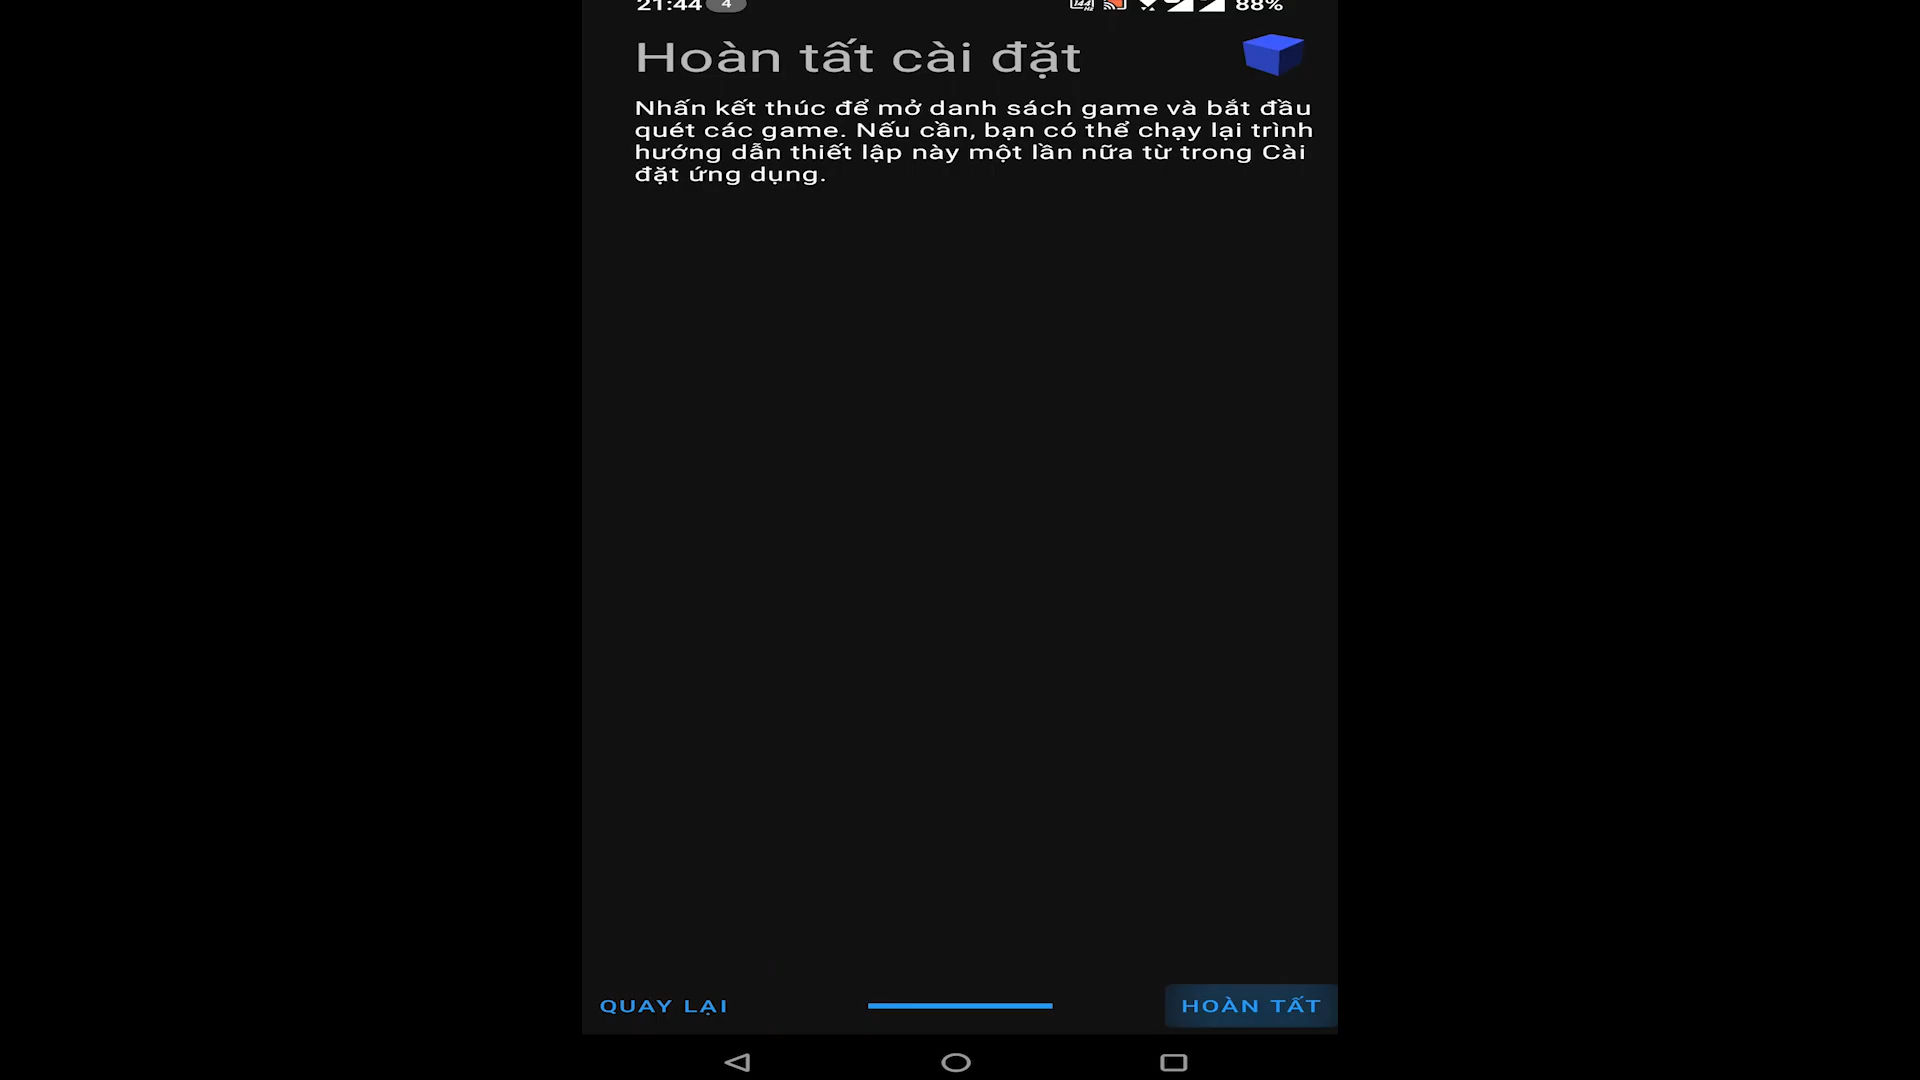 21:44 4 144 Hz 88%
Hoàn tất cài đặt
Nhấn kết thúc để mở danh sách game và bắt đầu
quét các game. Nếu cần, bạn có thể chạy lại trình
hướng dẫn thiết lập này một lần nữa từ trong Cài
đặt ứng dụng.
QUAY LẠI
HOÀN TẤT